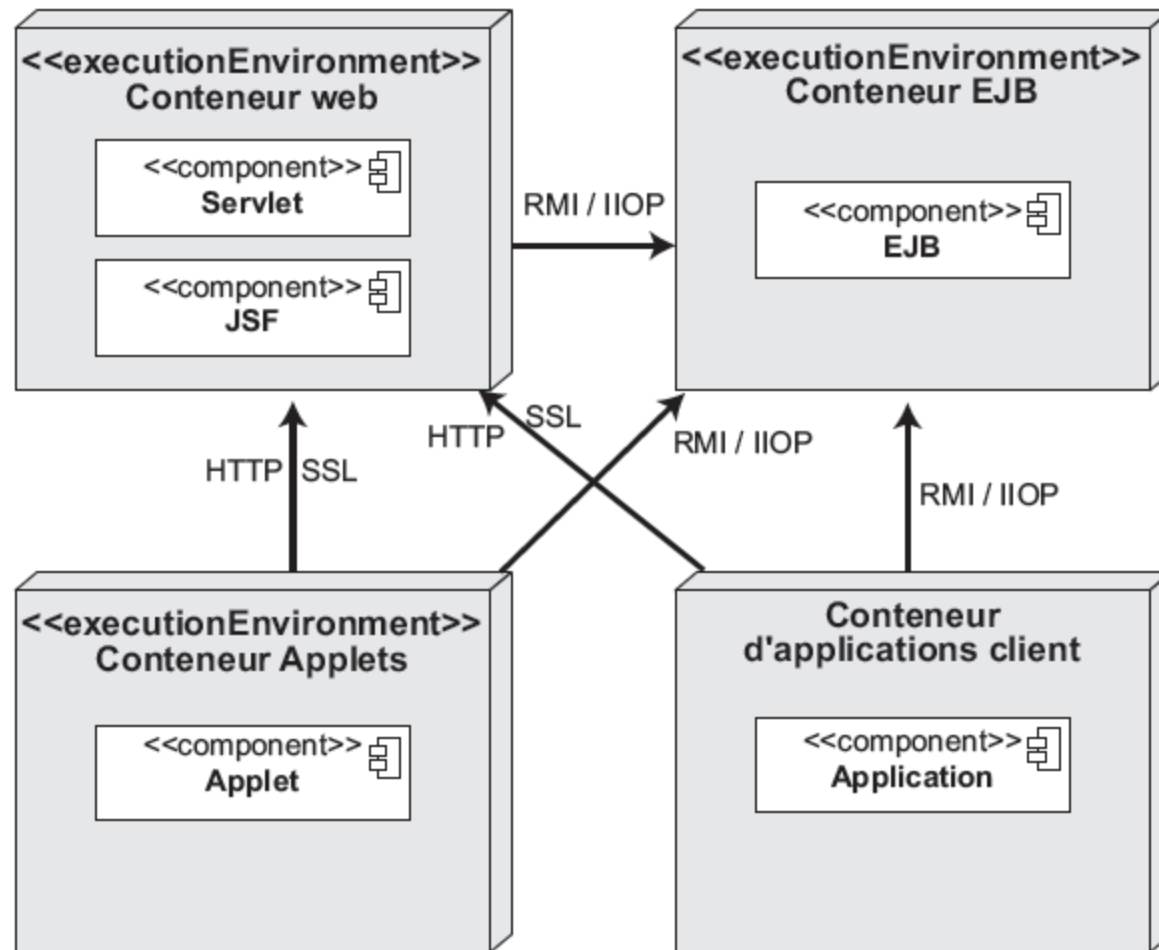 <<executionEnvironment>>
Conteneur web
<<component>>
Servlet
<<component>>
JSF
RMI / IIOP
<<executionEnvironment>>
Conteneur EJB
<<component>>
EJB
HTTP SSL
HTTP SSL
RMI / IIOP
RMI / IIOP
<<executionEnvironment>>
Conteneur Applets
<<component>>
Applet
Conteneur
d'applications client
<<component>>
Application